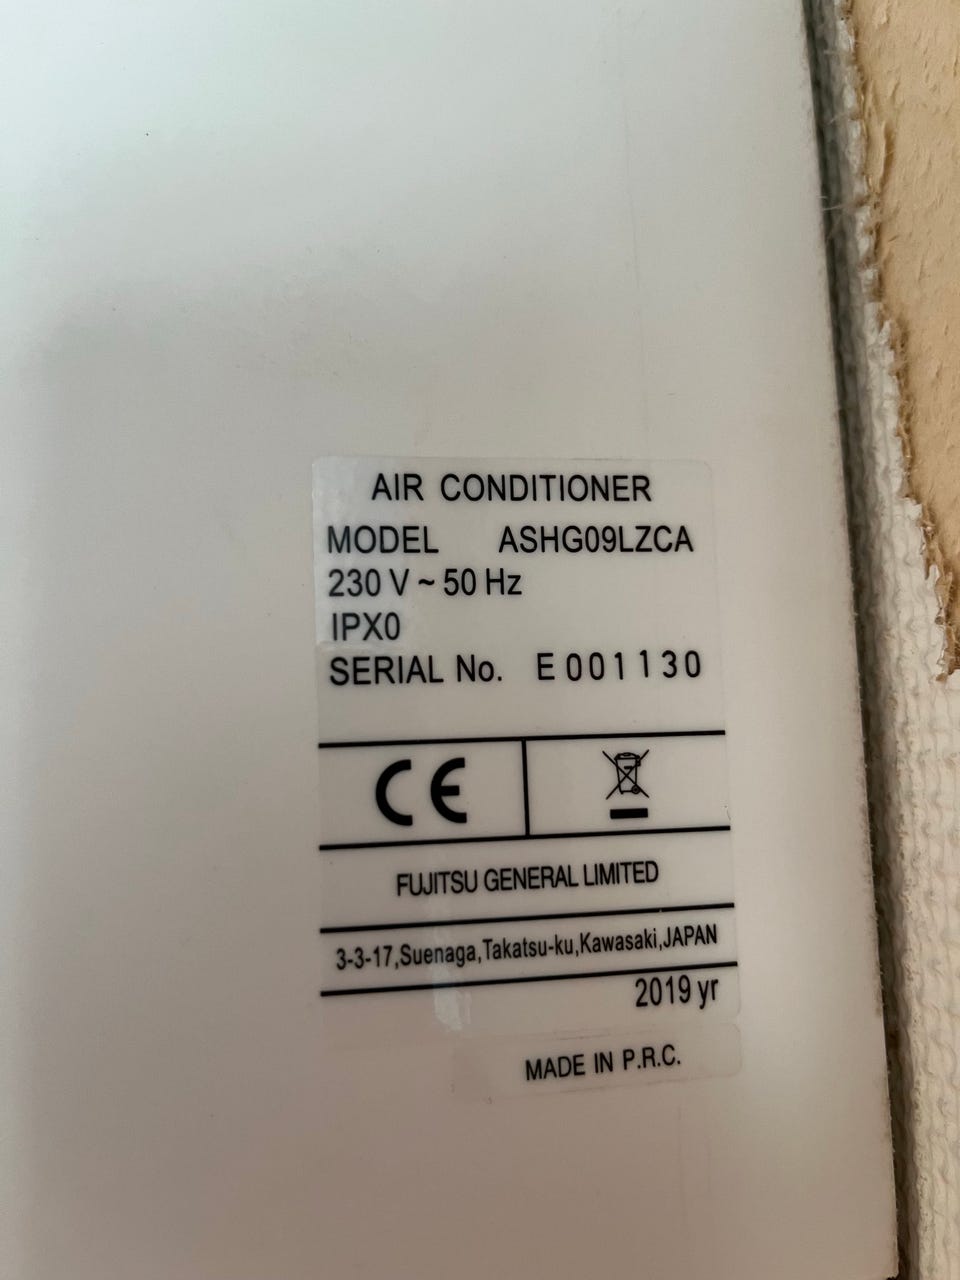 AIR CONDITIONER
MODEL ASHG09LZCA
230 V ~ 50 Hz
IPX0
SERIAL No. E001130
CE
FUJITSU GENERAL LIMITED
3-3-17,Suenaga,Takatsu-ku,Kawasaki,JAPAN
2019 yr
MADE IN P.R.C.